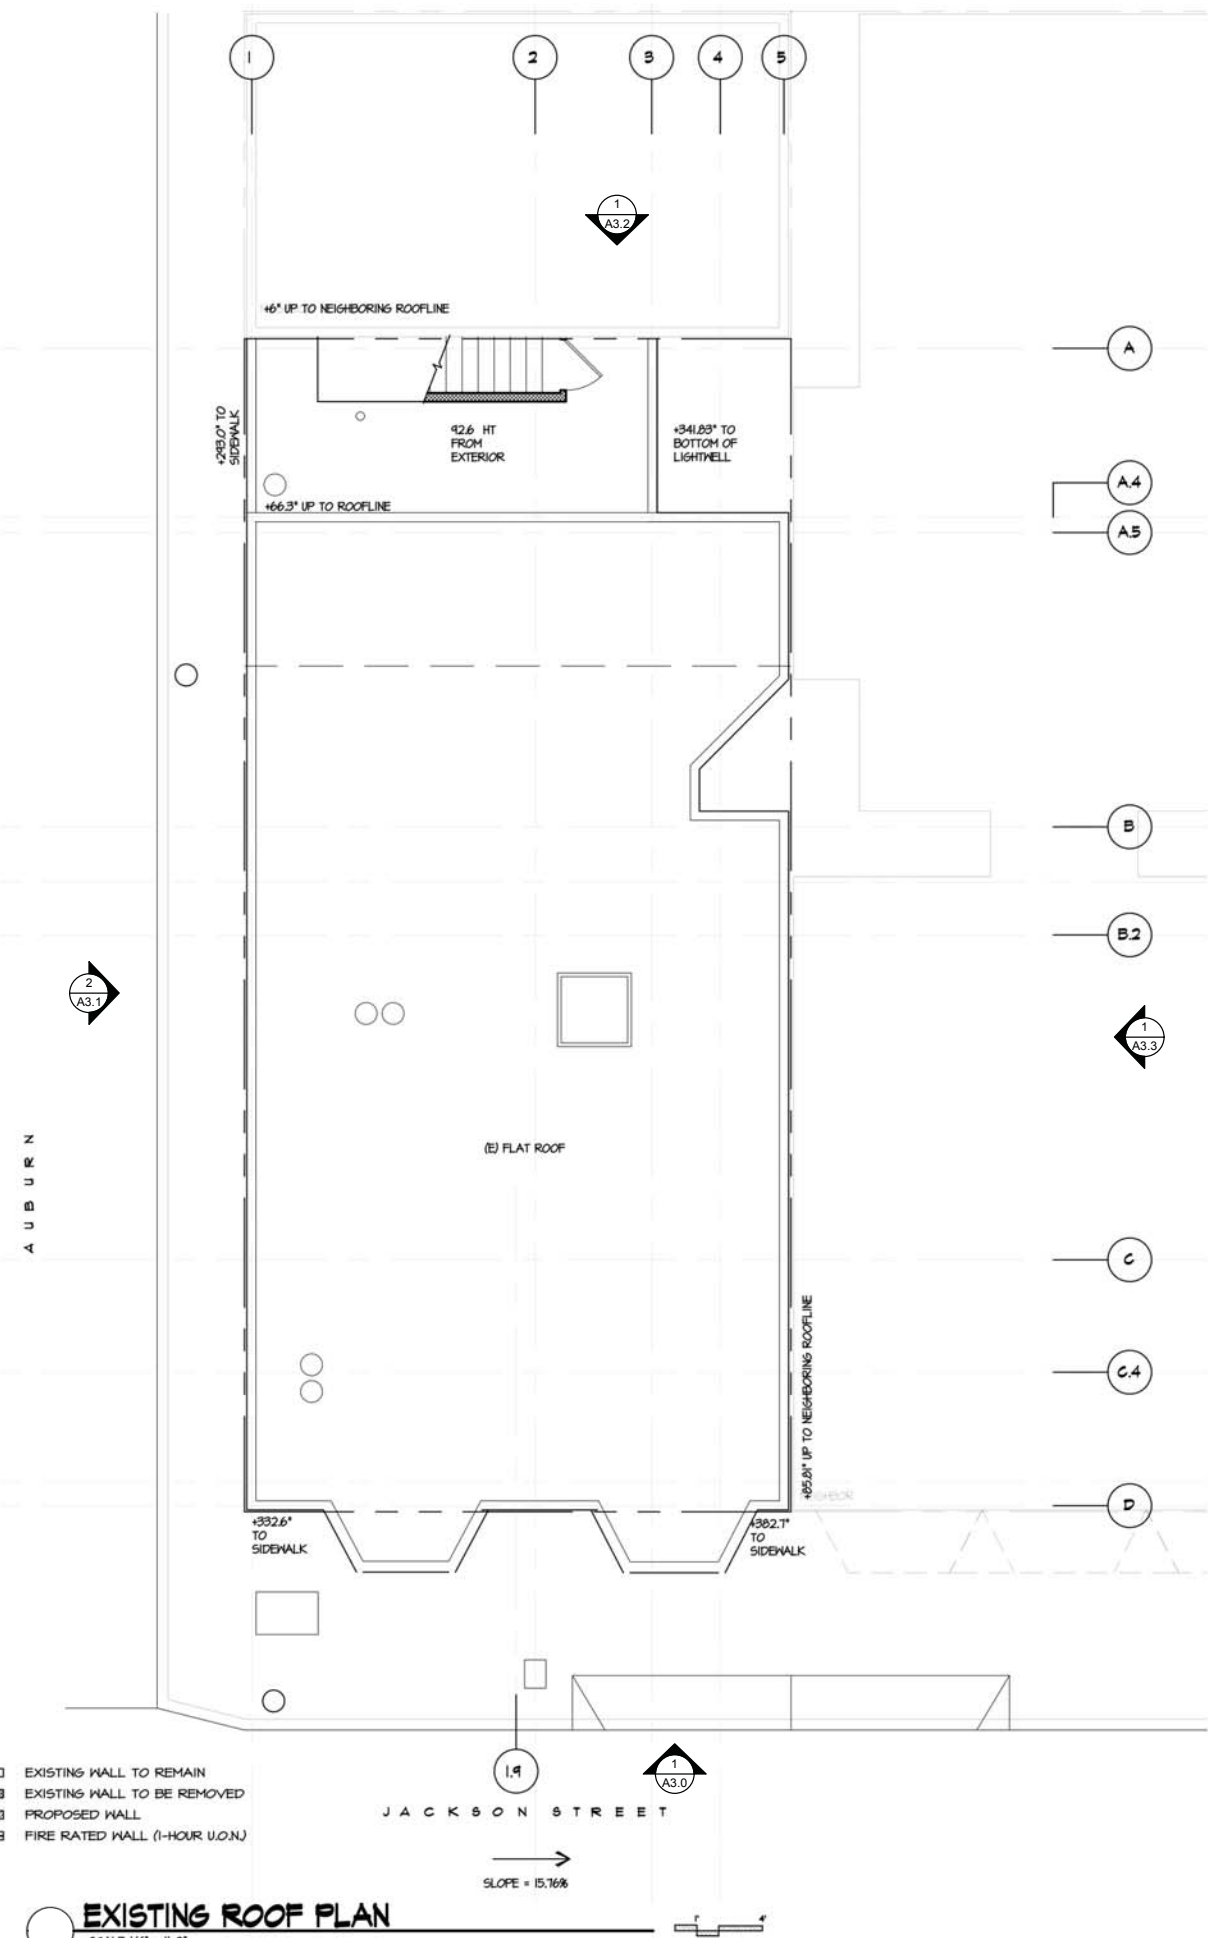 1
2
3
4
5
1
A3.2
+6" UP TO NEIGHBORING ROOFLINE
A
+293.0" TO
SIDEWALK
92.6 HT
FROM
EXTERIOR
+341.83" TO
BOTTOM OF
LIGHTWELL
A.4
+66.3" UP TO ROOFLINE
A.5
B
B.2
2
A3.1
1
A3.3
AUBURN
(E) FLAT ROOF
C
+85.81" UP TO NEIGHBORING ROOFLINE
C.4
D
+332.6"
TO
SIDEWALK
+382.7"
TO
SIDEWALK
1.9
1
A3.0
EXISTING WALL TO REMAIN
EXISTING WALL TO BE REMOVED
PROPOSED WALL
FIRE RATED WALL (1-HOUR U.O.N.)
JACKSON STREET
SLOPE = 15.76%
EXISTING ROOF PLAN
1'
4'